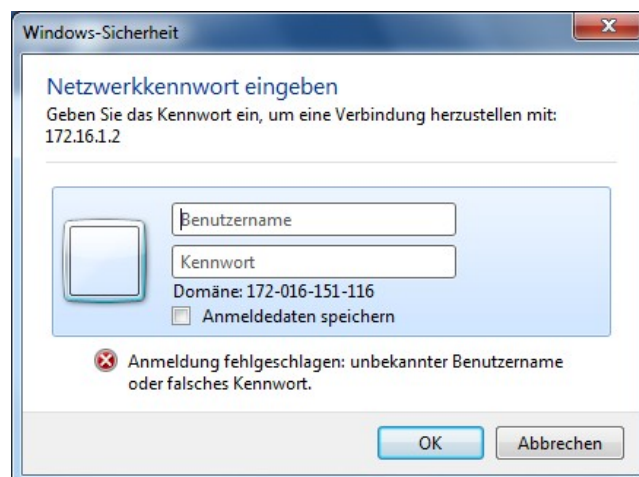 Windows-Sicherheit
Netzwerkkennwort eingeben
Geben Sie das Kennwort ein, um eine Verbindung herzustellen mit:
172.16.1.2
Benutzername
Kennwort
Domäne: 172-016-151-116
Anmeldedaten speichern
Anmeldung fehlgeschlagen: unbekannter Benutzername
oder falsches Kennwort.
OK
Abbrechen